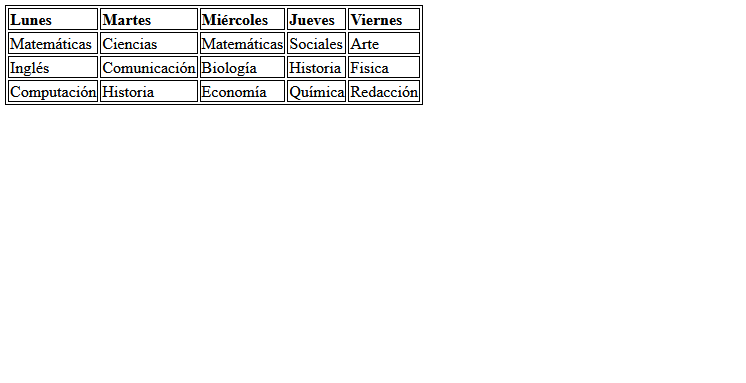 Lunes Martes Miércoles Jueves Viernes
Matemáticas Ciencias Matemáticas Sociales Arte
Inglés Comunicación Biología Historia Fisica
Computación Historia Economía Química Redacción